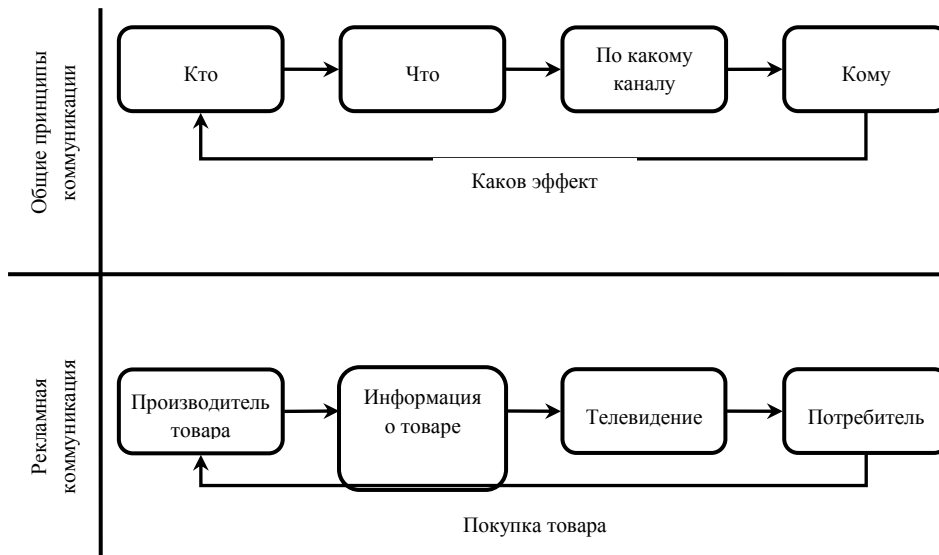 Общие принципы
коммуникации
Кто
Что
По какому
каналу
Кому
Каков эффект
Рекламная
коммуникация
Производитель
товара
Информация
о товаре
Телевидение
Потребитель
Покупка товара